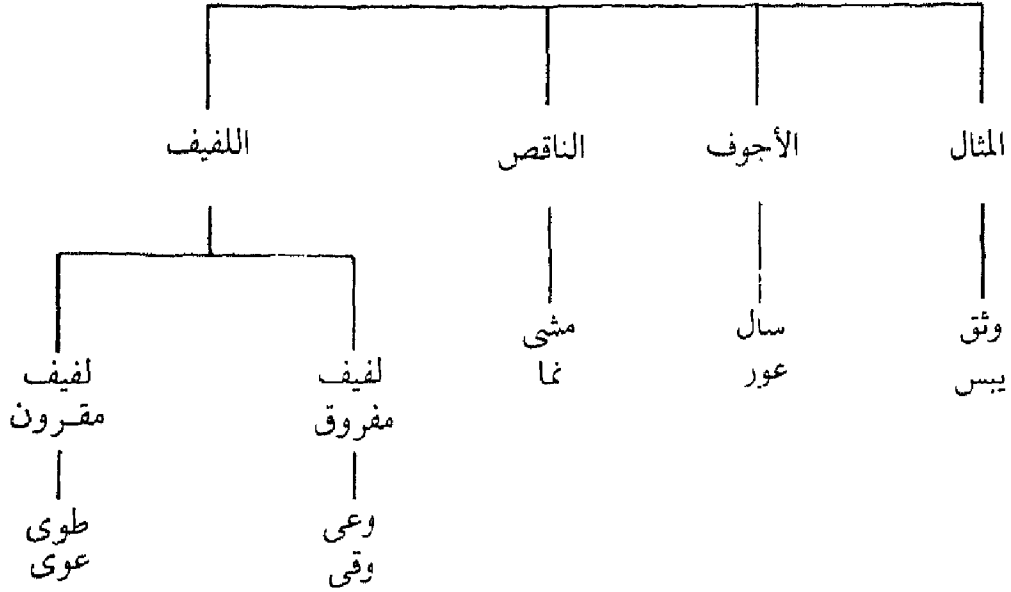 المثال
الأجوف
الناقص
اللفيف
وثق
يبس
سال
عور
مشى
نما
لفيف
مفروق
وعى
وقى
لفيف
مقرون
طوى
عوى